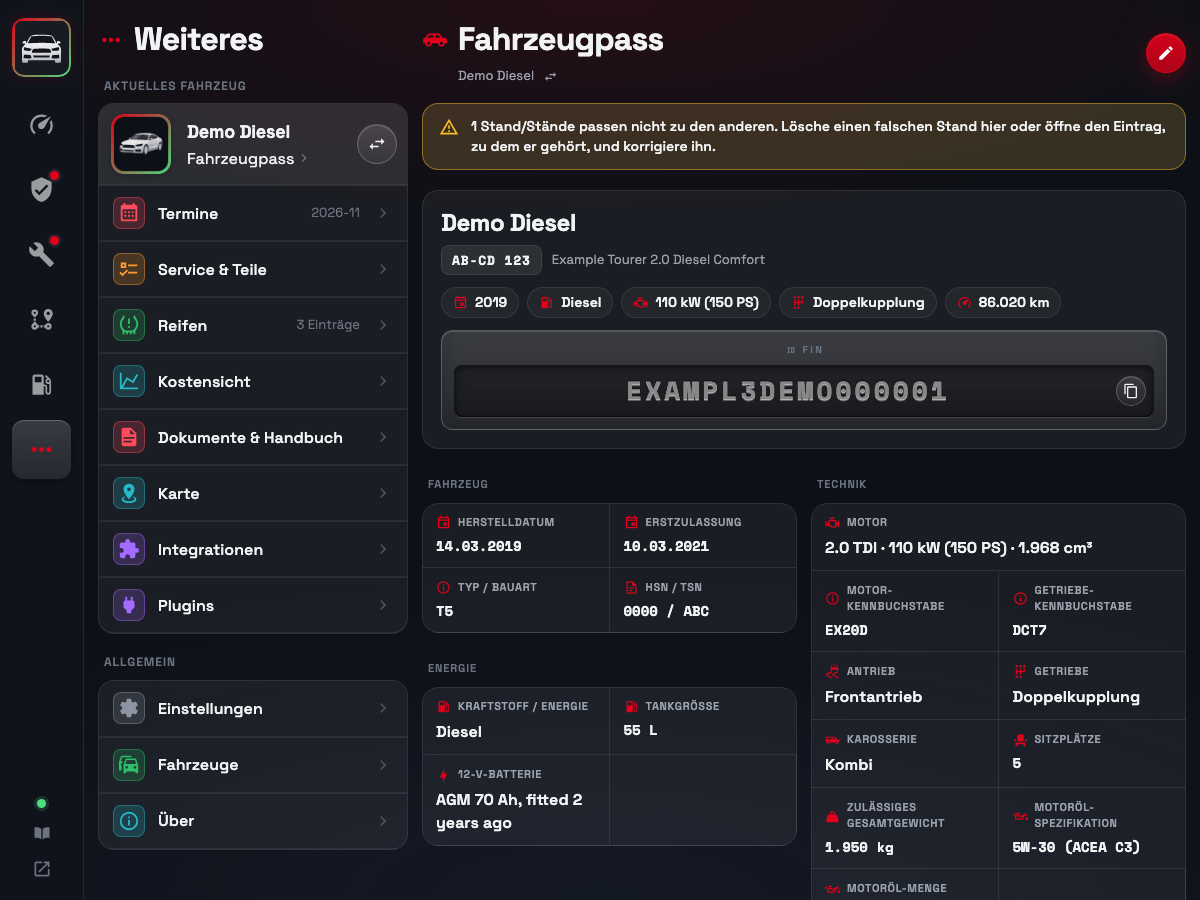 Weiteres
AKTUELLES FAHRZEUG
Demo Diesel
Fahrzeugpass
Termine
2026-11
Service & Teile
Reifen
3 Einträge
Kostensicht
Dokumente & Handbuch
Karte
Integrationen
Plugins
ALLGEMEIN
Einstellungen
Fahrzeuge
Über
Fahrzeugpass
Demo Diesel
1 Stand/Stände passen nicht zu den anderen. Lösche einen falschen Stand hier oder öffne den Eintrag,
zu dem er gehört, und korrigiere ihn.
Demo Diesel
AB-CD 123
Example Tourer 2.0 Diesel Comfort
2019
Diesel
110 kW (150 PS)
Doppelkupplung
86.020 km
ID FIN
EXAMPL3DEMO000001
FAHRZEUG
HERSTELLDATUM
14.03.2019
ERSTZULASSUNG
10.03.2021
TYP / BAUART
T5
HSN / TSN
0000 / ABC
ENERGIE
KRAFTSTOFF / ENERGIE
Diesel
TANKGRÖSSE
55 L
12-V-BATTERIE
AGM 70 Ah, fitted 2
years ago
TECHNIK
MOTOR
2.0 TDI · 110 kW (150 PS) · 1.968 cm³
MOTOR-
KENNBUCHSTABE
EX20D
GETRIEBE-
KENNBUCHSTABE
DCT7
ANTRIEB
Frontantrieb
GETRIEBE
Doppelkupplung
KAROSSERIE
Kombi
SITZPLÄTZE
5
ZULÄSSIGES
GESAMTGEWICHT
1.950 kg
MOTORÖL-
SPEZIFIKATION
5W-30 (ACEA C3)
MOTORÖL-MENGE